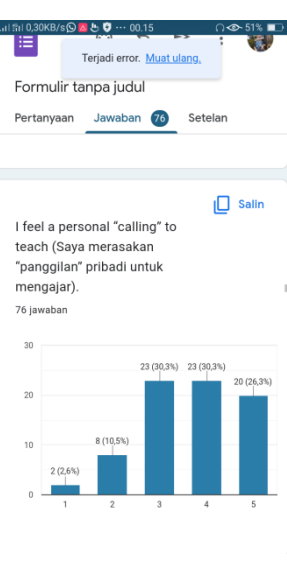 0,30KB/s ... 00.15 51%
Terjadi error. Muat ulang.
Formulir tanpa judul
Pertanyaan Jawaban 76 Setelan
Salin
I feel a personal “calling” to
teach (Saya merasakan
“panggilan” pribadi untuk
mengajar).
76 jawaban
30
23 (30,3%) 23 (30,3%)
20 (26,3%)
20
8 (10,5%)
10
2 (2,6%)
0
1 2 3 4 5